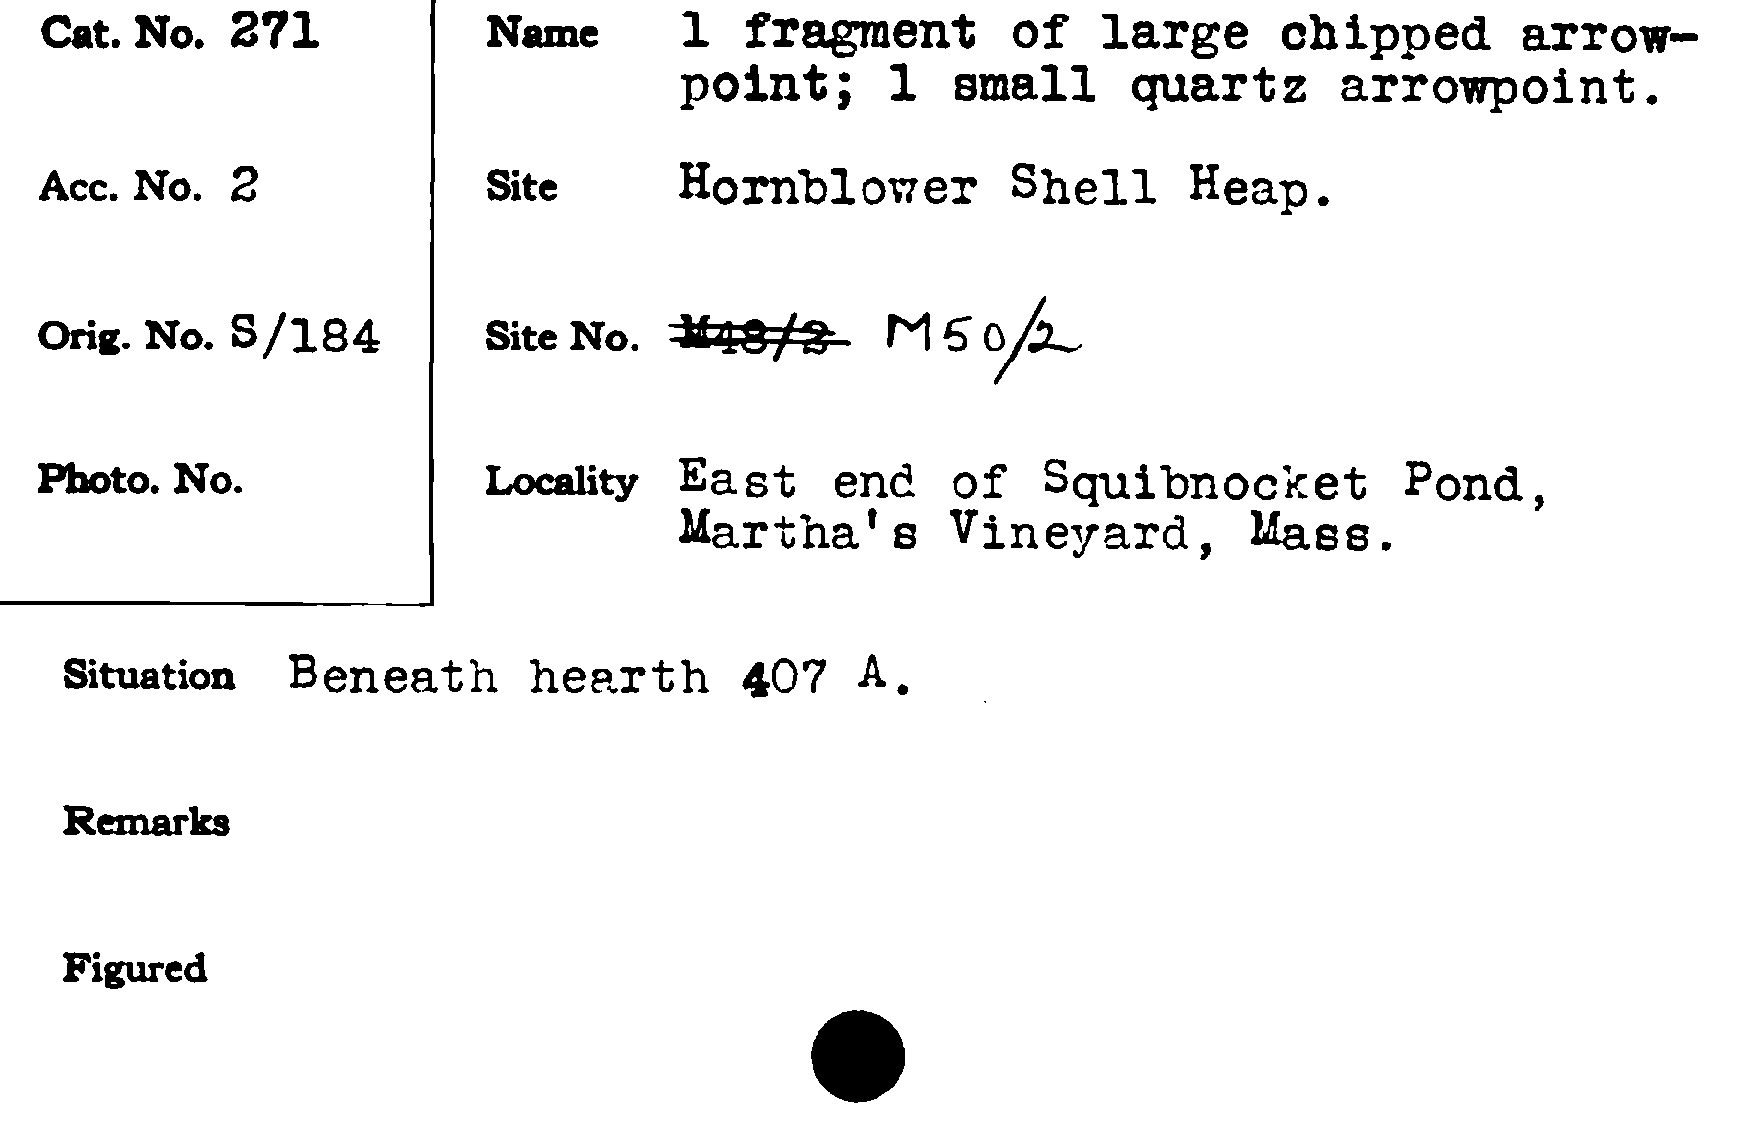 Cat. No. 271
Name 1 fragment of large chipped arrow-
point; 1 small quartz arrowpoint.
Acc. No. 2
Site Hornblower Shell Heap.
Orig. No. S/184
Site No. M48/2 M50/2
Photo. No.
Locality East end of Squibnocket Pond,
Martha's Vineyard, Mass.
Situation Beneath hearth 407 A.
Remarks
Figured